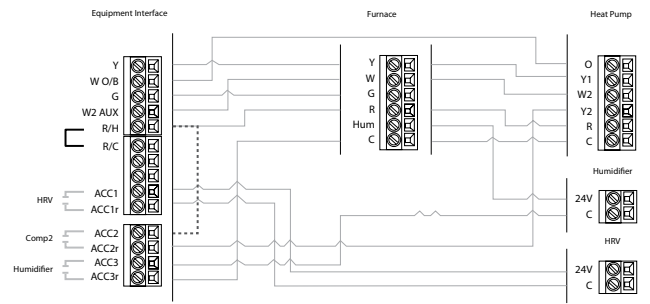 Equipment Interface
Furnace
Heat Pump
Y
W O/B
G
W2 AUX
R/H
R/C
ACC1
ACC1r
ACC2
ACC2r
ACC3
ACC3r
HRV
Comp2
Humidifier
Y
W
G
R
Hum
C
O
Y1
W2
Y2
R
C
Humidifier
24V
C
HRV
24V
C